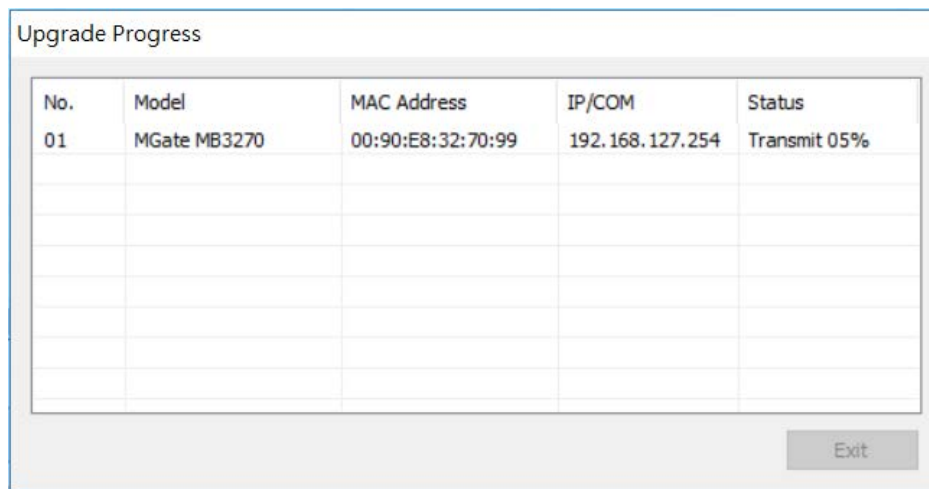 Upgrade Progress
No. Model MAC Address IP/COM Status
01 MGate MB3270 00:90:E8:32:70:99 192.168.127.254 Transmit 05%
Exit